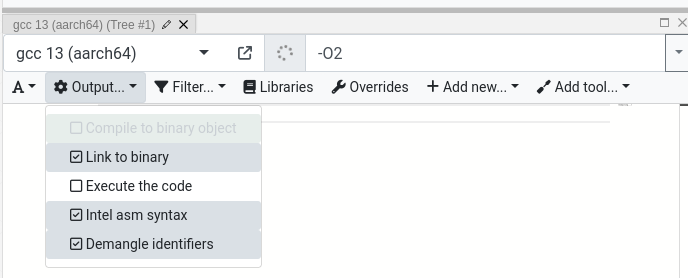 gcc 13 (aarch64) (Tree #1)
gcc 13 (aarch64) -O2
A Output... Filter... Libraries Overrides Add new... Add tool...
Compile to binary object
Link to binary
Execute the code
Intel asm syntax
Demangle identifiers